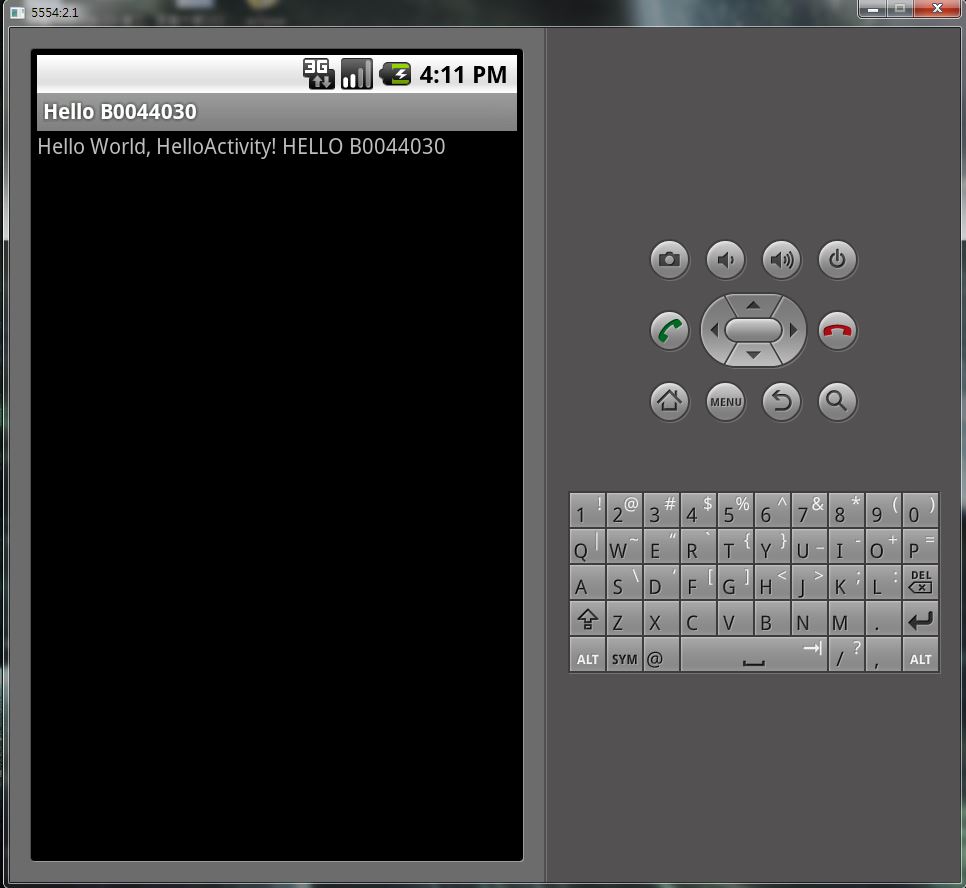 5554:2.1
3G 4:11 PM
Hello B0044030
Hello World, HelloActivity! HELLO B0044030
MENU
1 ! 2 @ 3 # 4 $ 5 % 6 ^ 7 & 8 * 9 ( 0 )
Q | W ~ E “ R ` T { Y } U _ I - O + P =
A S \ D ‘ F [ G ] H < J > K ; L : DEL
Z X C V B N M .
ALT SYM @ / ? , ALT